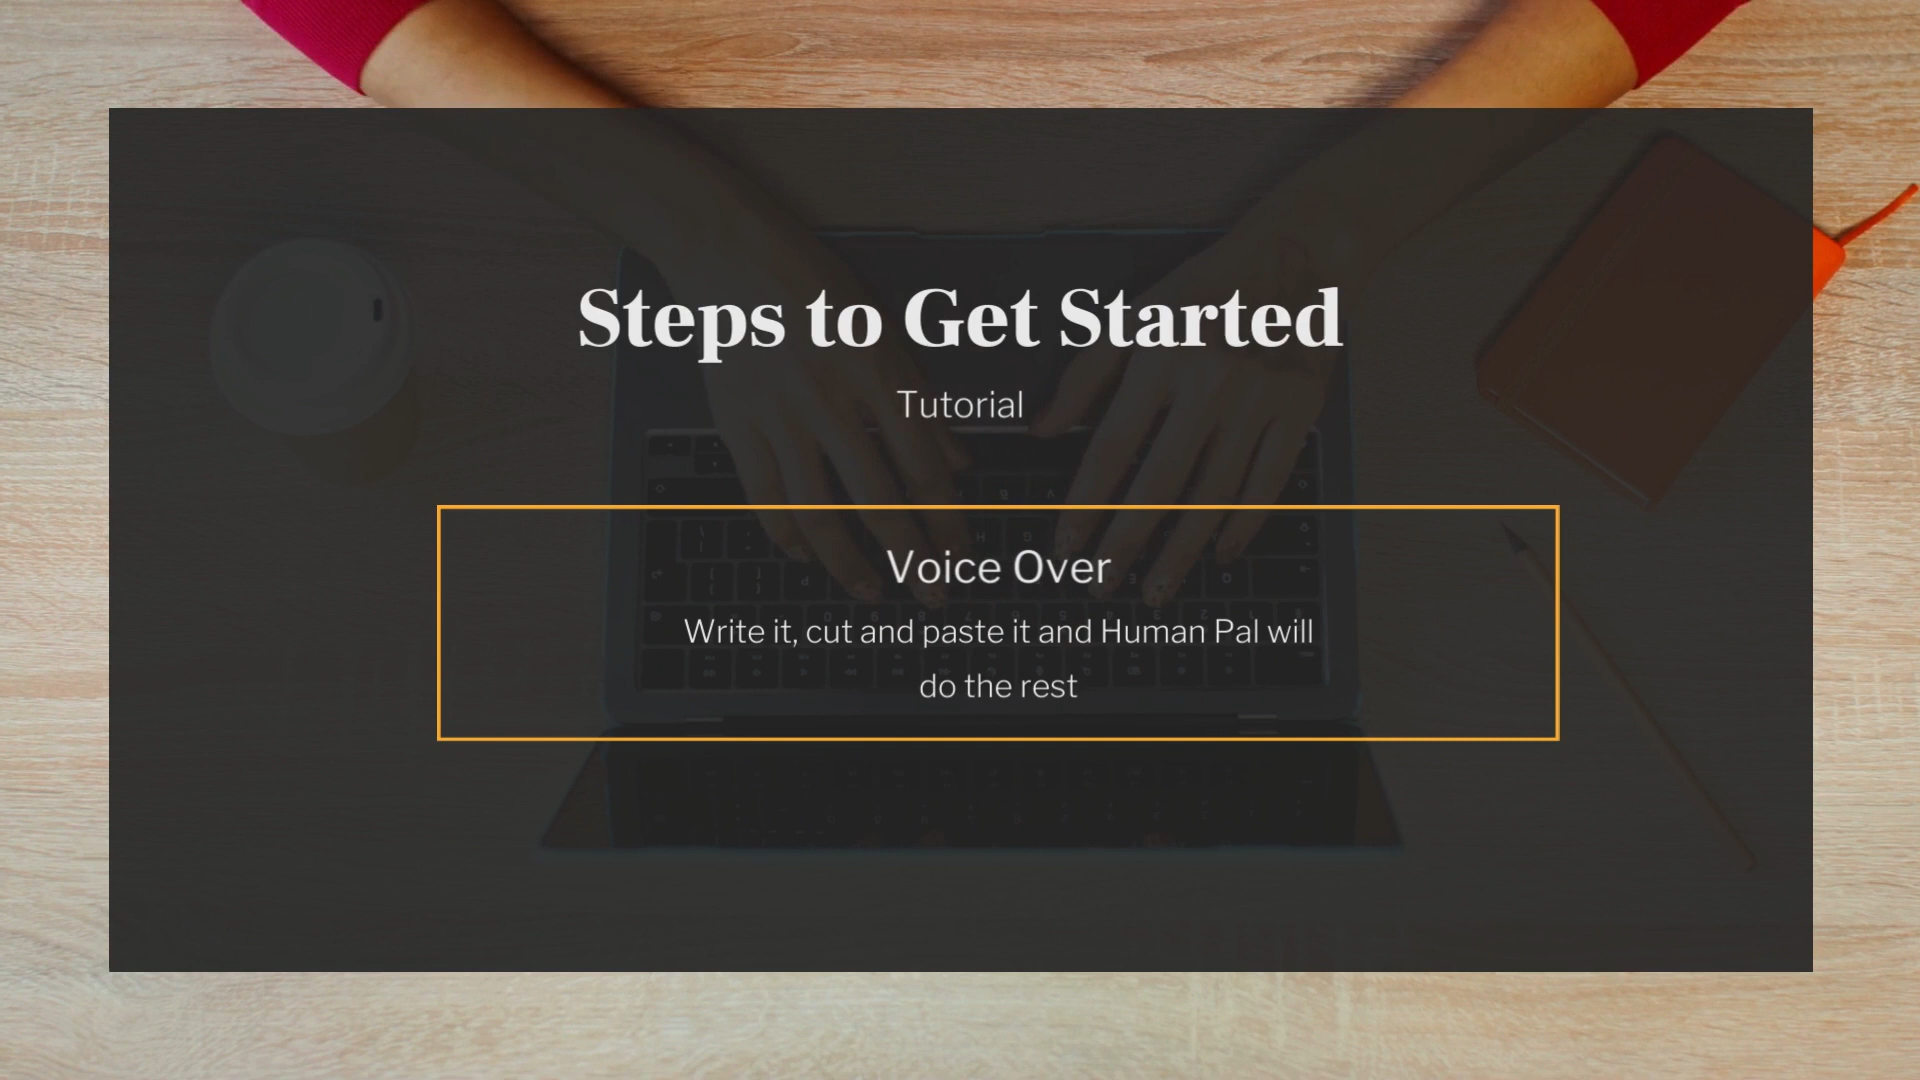 Steps to Get Started
Tutorial
Voice Over
Write it, cut and paste it and Human Pal will
do the rest